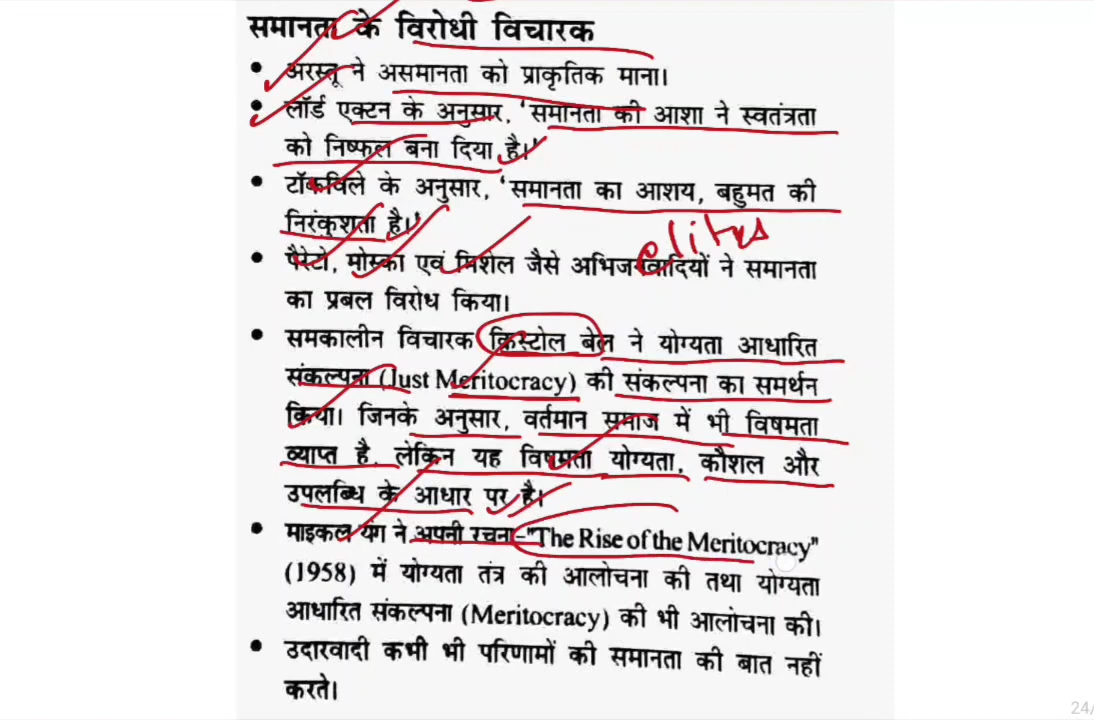 समानता के विरोधी विचारक
• अरस्तू ने असमानता को प्राकृतिक माना।
• लॉर्ड एक्टन के अनुसार, ‘समानता की आशा ने स्वतंत्रता
को निष्फल बना दिया है।’
• टॉकविले के अनुसार, ‘समानता का आशय, बहुमत की
निरंकुशता है।’
elites
• पैरेटो, मोस्का एवं मिशेल जैसे अभिजनवादियों ने समानता
का प्रबल विरोध किया।
• समकालीन विचारक क्रिस्टोल बेल ने योग्यता आधारित
संकल्पना (Just Meritocracy) की संकल्पना का समर्थन
किया। जिनके अनुसार, वर्तमान समाज में भी विषमता
व्याप्त है, लेकिन यह विषमता योग्यता, कौशल और
उपलब्धि के आधार पर है।
• माइकल यंग ने अपनी रचना-"The Rise of the Meritocracy"
(1958) में योग्यता तंत्र की आलोचना की तथा योग्यता
आधारित संकल्पना (Meritocracy) की भी आलोचना की।
• उदारवादी कभी भी परिणामों की समानता की बात नहीं
करते।
24/